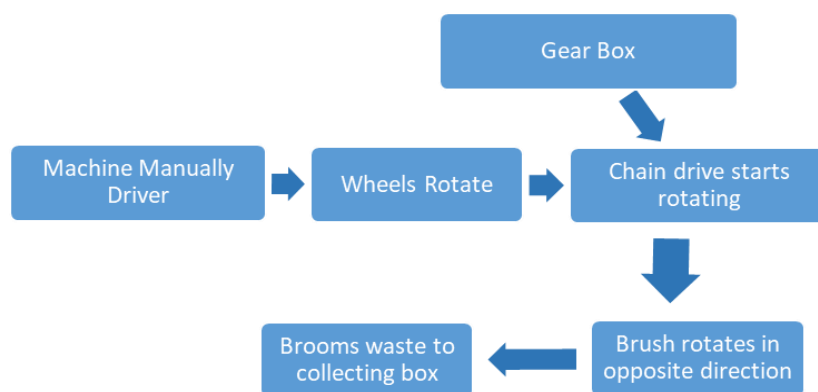 Gear Box
Machine Manually
Driver
Wheels Rotate
Chain drive starts
rotating
Brooms waste to
collecting box
Brush rotates in
opposite direction